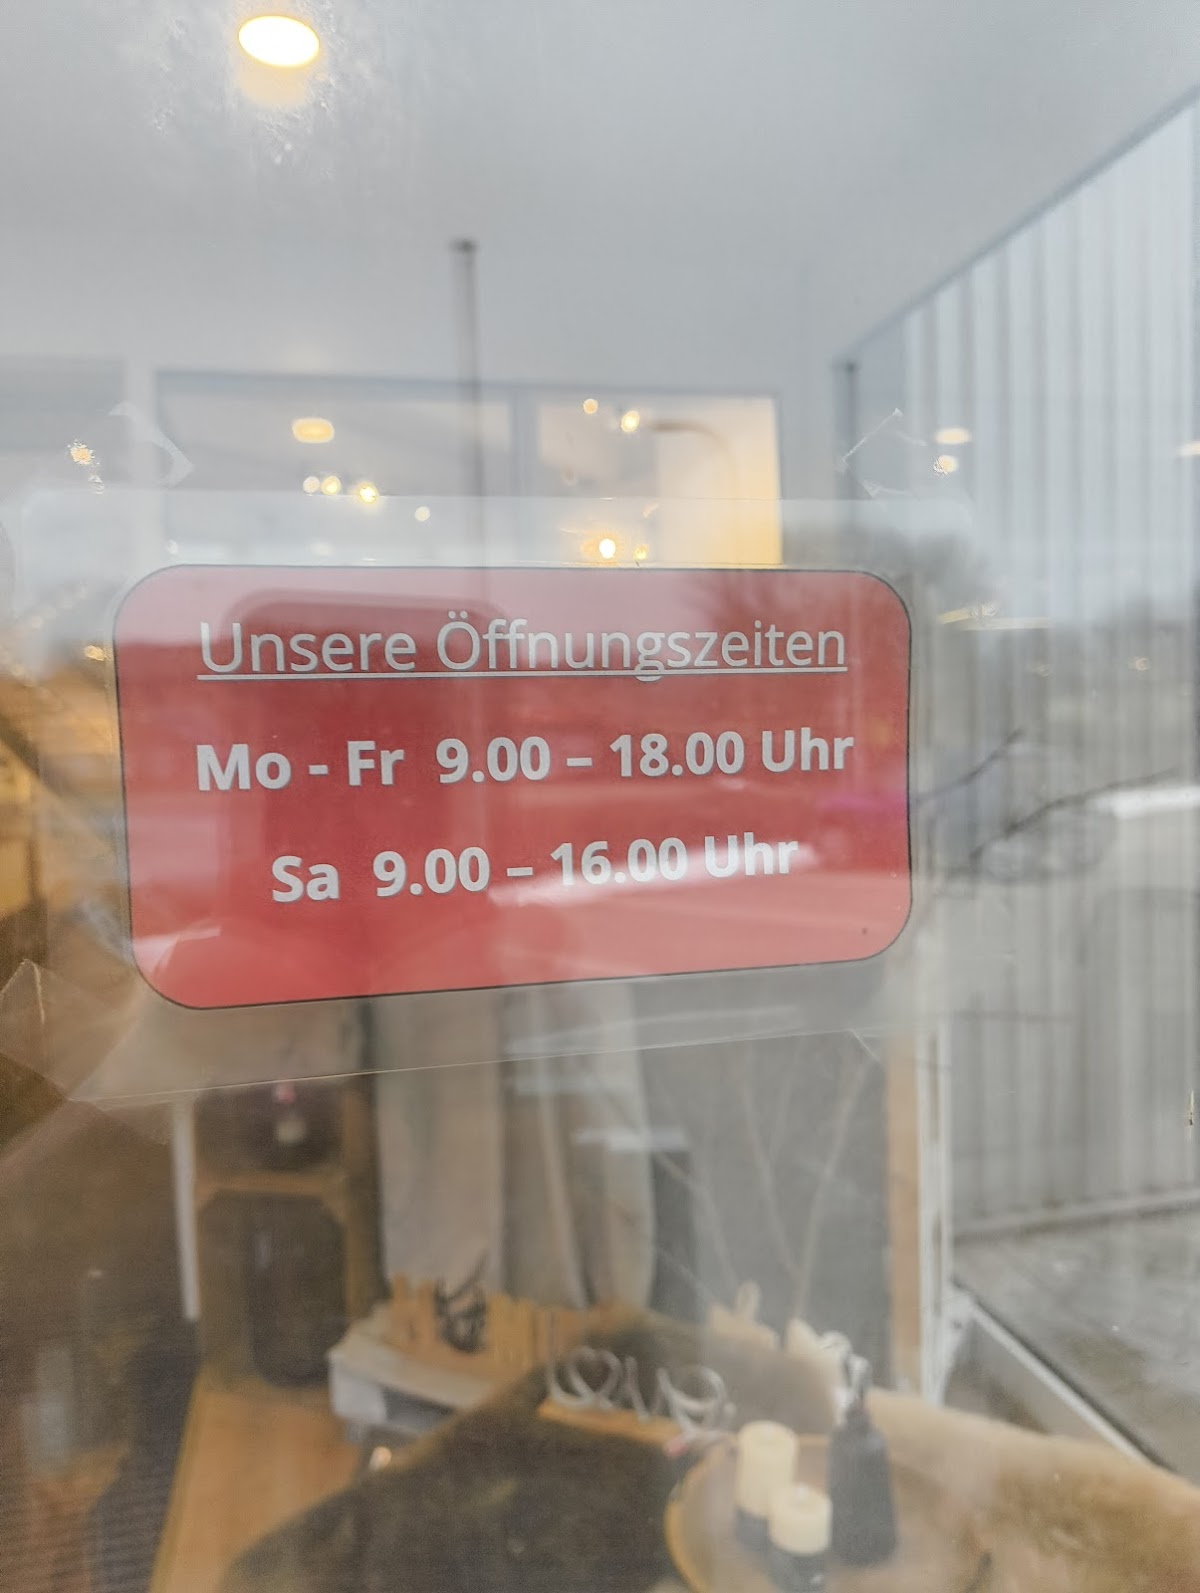 Unsere Öffnungszeiten
Mo - Fr 9.00 – 18.00 Uhr
Sa 9.00 – 16.00 Uhr